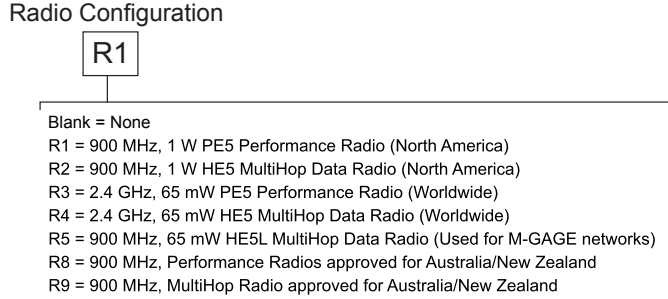 Radio Configuration
R1
Blank = None
R1 = 900 MHz, 1 W PE5 Performance Radio (North America)
R2 = 900 MHz, 1 W HE5 MultiHop Data Radio (North America)
R3 = 2.4 GHz, 65 mW PE5 Performance Radio (Worldwide)
R4 = 2.4 GHz, 65 mW HE5 MultiHop Data Radio (Worldwide)
R5 = 900 MHz, 65 mW HE5L MultiHop Data Radio (Used for M-GAGE networks)
R8 = 900 MHz, Performance Radios approved for Australia/New Zealand
R9 = 900 MHz, MultiHop Radio approved for Australia/New Zealand